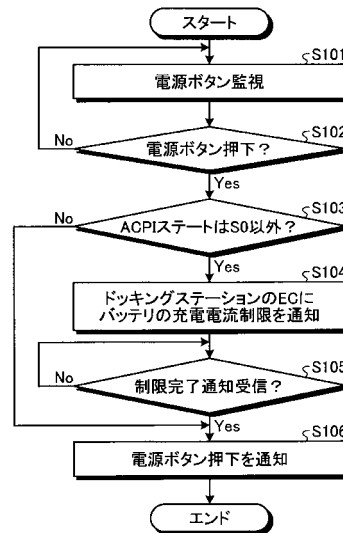 スタート
S101
電源ボタン監視
S102
電源ボタン押下？
No
Yes
S103
ACPIステートはS0以外？
No
Yes
S104
ドッキングステーションのECに
バッテリの充電電流制限を通知
S105
制限完了通知受信？
No
Yes
S106
電源ボタン押下を通知
エンド